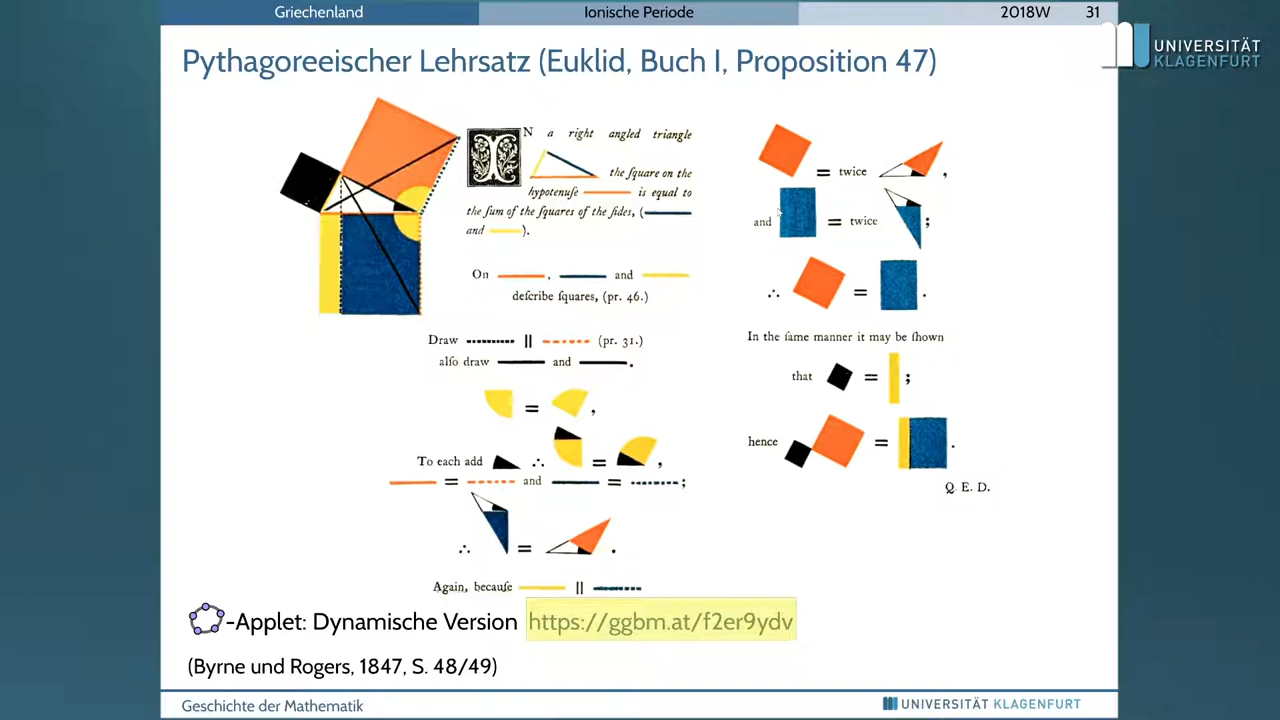 Griechenland
Ionische Periode
2018W 31
UNIVERSITÄT
KLAGENFURT
Pythagoreeischer Lehrsatz (Euklid, Buch I, Proposition 47)
IN a right angled triangle
the ſquare on the
hypotenuſe is equal to
the ſum of the ſquares of the ſides, (
and ).
On , and
deſcribe ſquares, (pr. 46.)
Draw || (pr. 31.)
alſo draw and .
= ,
To each add ∴ = ,
= and = ;
∴ = .
Again, becauſe ||
= twice ,
and = twice ;
∴ = .
In the ſame manner it may be ſhown
that = ;
hence = .
Q. E. D.
-Applet: Dynamische Version https://ggbm.at/f2er9ydv
(Byrne und Rogers, 1847, S. 48/49)
Geschichte der Mathematik
UNIVERSITÄT KLAGENFURT